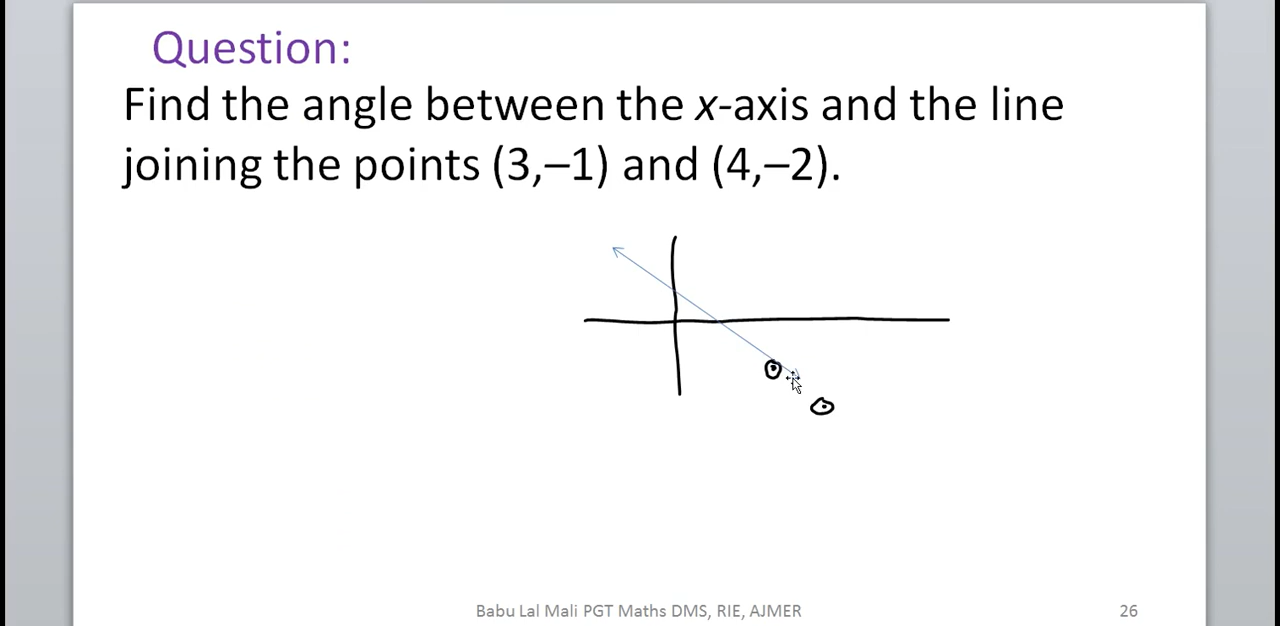 Question:
Find the angle between the x-axis and the line
joining the points (3,–1) and (4,–2).
Babu Lal Mali PGT Maths DMS, RIE, AJMER
26